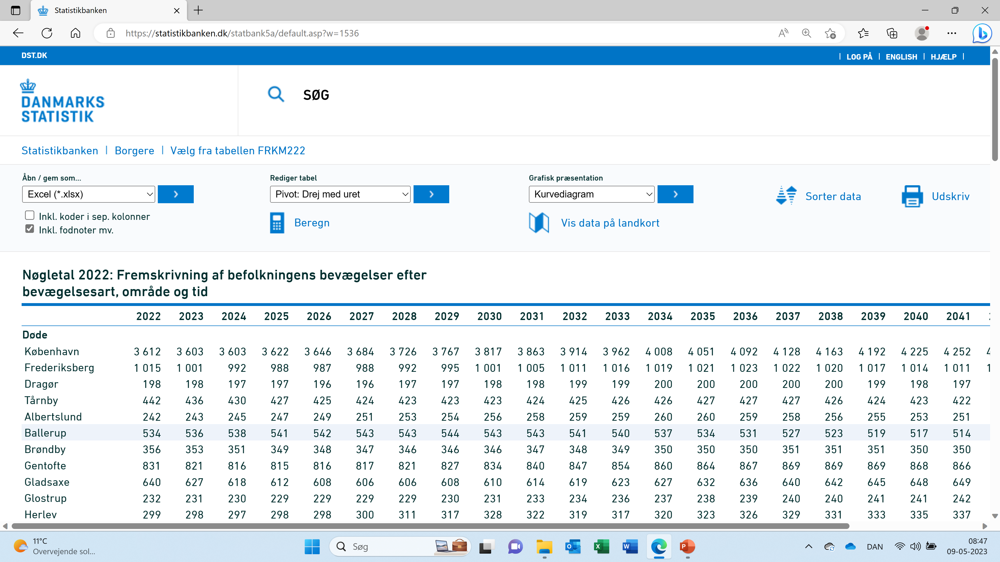 Statistikbanken
https://statistikbanken.dk/statbank5a/default.asp?w=1536
DST.DK
| LOG PÅ | ENGLISH | HJÆLP |
DANMARKS
STATISTIK
SØG
Statistikbanken | Borgere | Vælg fra tabellen FRKM222
Åbn / gem som... Rediger tabel Grafisk præsentation
Excel (*.xlsx) Pivot: Drej med uret Kurvediagram Sorter data Udskriv
Inkl. koder i sep. kolonner
Inkl. fodnoter mv.
Beregn Vis data på landkort
Nøgletal 2022: Fremskrivning af befolkningens bevægelser efter
bevægelsesart, område og tid
2022 2023 2024 2025 2026 2027 2028 2029 2030 2031 2032 2033 2034 2035 2036 2037 2038 2039 2040 2041
Døde
København 3 612 3 603 3 603 3 622 3 646 3 684 3 726 3 767 3 817 3 863 3 914 3 962 4 008 4 051 4 092 4 128 4 163 4 192 4 225 4 252 4
Frederiksberg 1 015 1 001 992 988 987 988 992 995 1 001 1 005 1 011 1 016 1 019 1 021 1 023 1 022 1 020 1 017 1 014 1 011 1
Dragør 198 198 197 197 196 196 197 197 198 198 199 199 200 200 200 200 200 199 198 197
Tårnby 442 436 430 427 425 424 423 423 423 424 425 426 426 427 427 427 426 424 423 422
Albertslund 242 243 245 247 249 251 253 254 256 258 259 259 260 260 259 258 256 255 253 251
Ballerup 534 536 538 541 542 543 543 544 543 543 541 540 537 534 531 527 523 519 517 514
Brøndby 356 353 351 349 348 347 346 346 346 347 348 349 350 350 350 351 351 351 350 350
Gentofte 831 821 816 815 816 817 821 827 834 840 847 854 860 864 867 869 869 869 868 866
Gladsaxe 640 627 618 612 608 606 606 608 610 614 619 623 627 632 636 640 642 645 648 649
Glostrup 232 231 230 229 229 229 229 230 231 233 234 236 237 238 239 240 240 241 241 242
Herlev 299 298 297 298 298 300 311 317 328 322 319 317 320 323 326 329 331 333 335 337
11°C
Overvejende sol...
Søg
DAN
08:47
09-05-2023